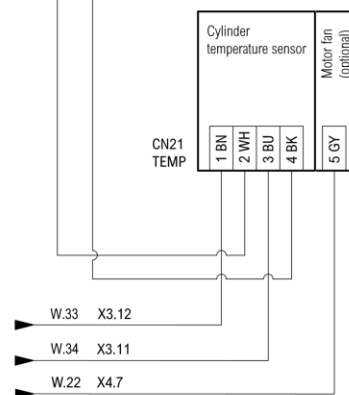 Cylinder
temperature sensor
Motor fan
(optional)
CN21
TEMP
1 BN
2 WH
3 BU
4 BK
5 GY
W.33 X3.12
W.34 X3.11
W.22 X4.7